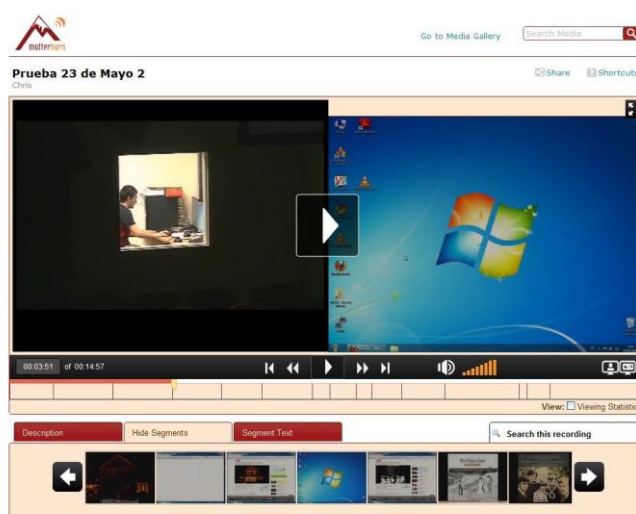 matterhorn
Go to Media Gallery
Search Media
Prueba 23 de Mayo 2
Share
Shortcuts
Chris
00:03:51 of 00:14:57
View: Viewing Statistic
Description
Hide Segments
Segment Text
Search this recording